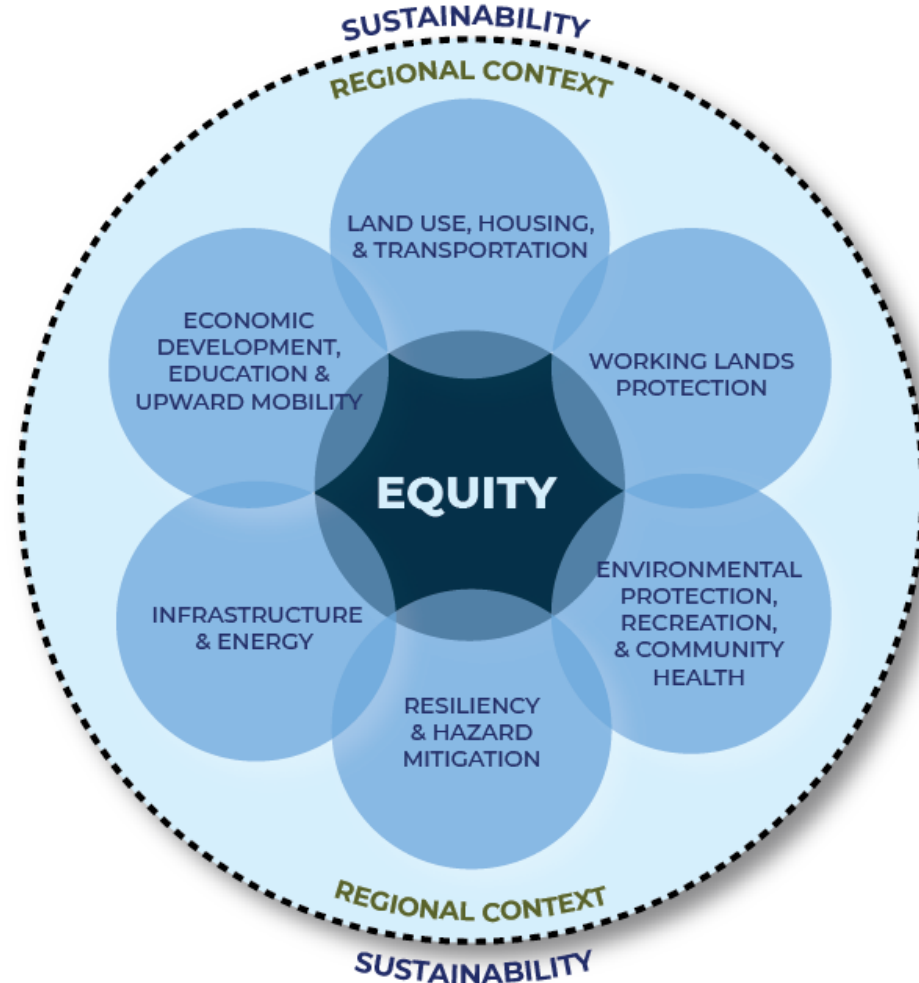 SUSTAINABILITY
REGIONAL CONTEXT
LAND USE, HOUSING,
& TRANSPORTATION
ECONOMIC
DEVELOPMENT,
EDUCATION &
UPWARD MOBILITY
WORKING LANDS
PROTECTION
EQUITY
INFRASTRUCTURE
& ENERGY
ENVIRONMENTAL
PROTECTION,
RECREATION,
& COMMUNITY
HEALTH
RESILIENCY
& HAZARD
MITIGATION
REGIONAL CONTEXT
SUSTAINABILITY